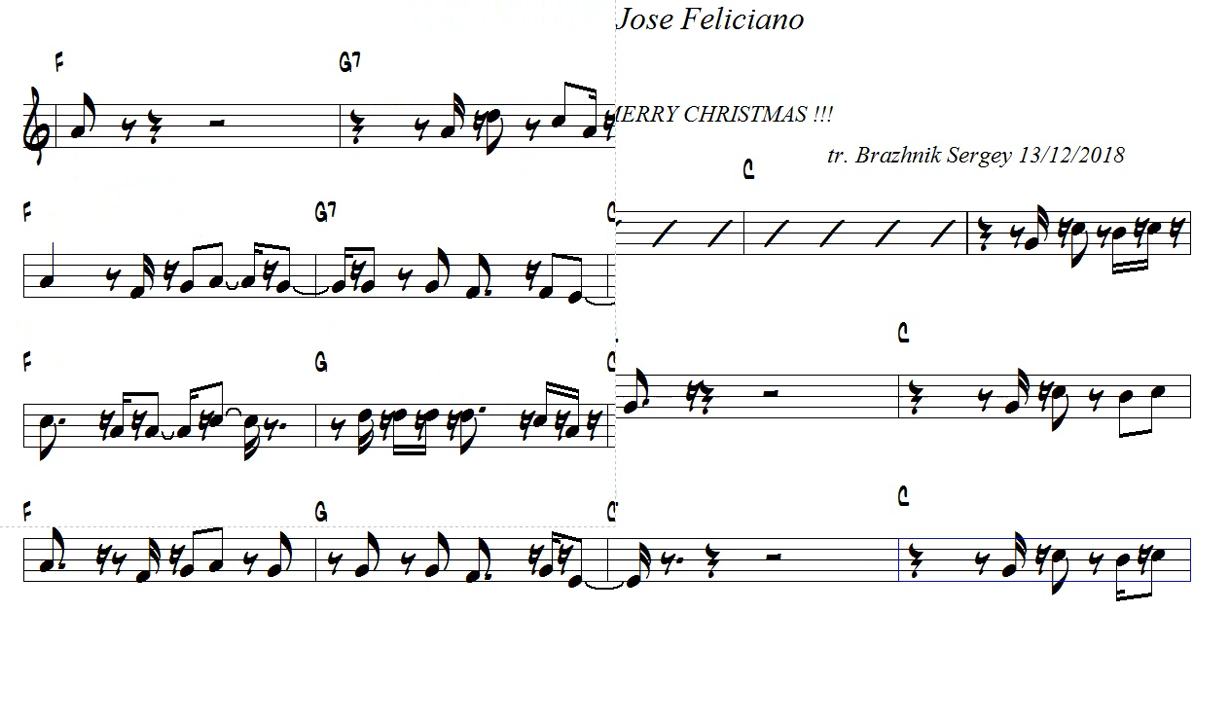 Jose Feliciano
F G7
MERRY CHRISTMAS !!!
tr. Brazhnik Sergey 13/12/2018
C
F G7 C
C
F G C
C
F G C